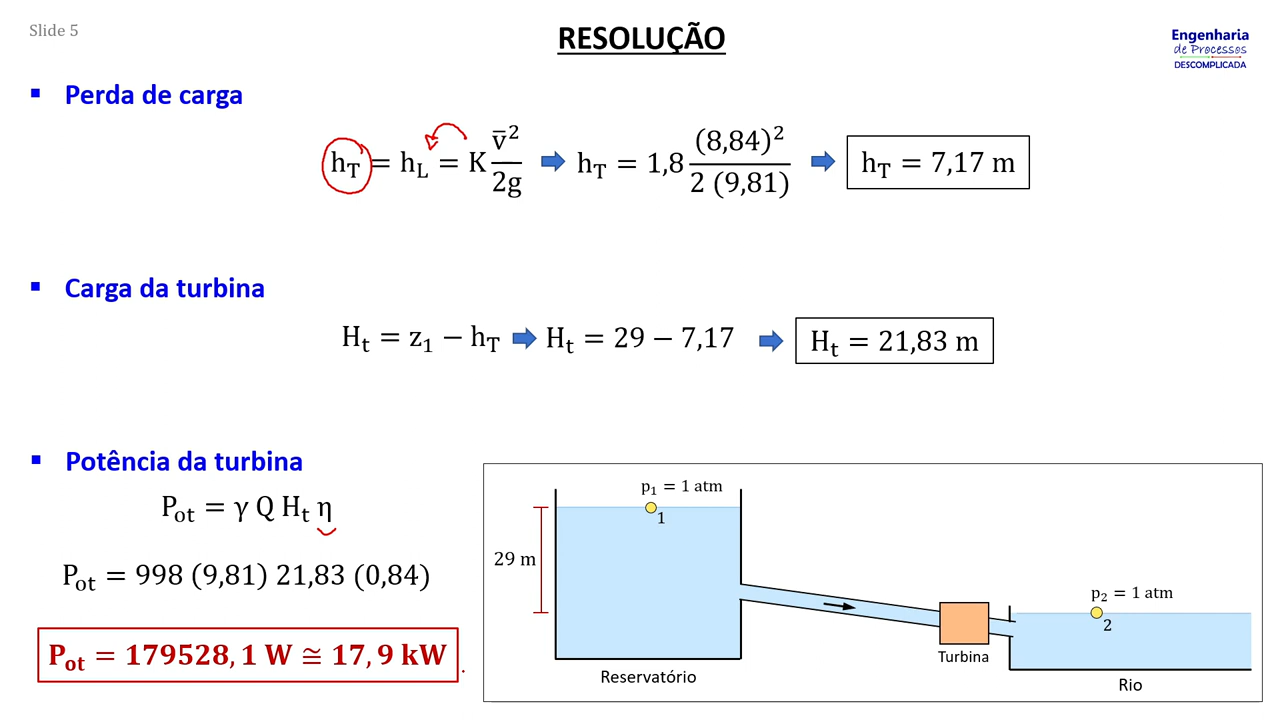 Slide 5
RESOLUÇÃO
Engenharia
de Processos
DESCOMPLICADA
▪ Perda de carga
h_T = h_L = K v̅²/2g ➡ h_T = 1,8 (8,84)²/2 (9,81) ➡ h_T = 7,17 m
▪ Carga da turbina
H_t = z₁ − h_T ➡ H_t = 29 − 7,17 ➡ H_t = 21,83 m
▪ Potência da turbina
P_ot = γ Q H_t η
P_ot = 998 (9,81) 21,83 (0,84)
P_ot = 179528,1 W ≅ 17,9 kW
p₁ = 1 atm
1
29 m
p₂ = 1 atm
2
Turbina
Reservatório
Rio